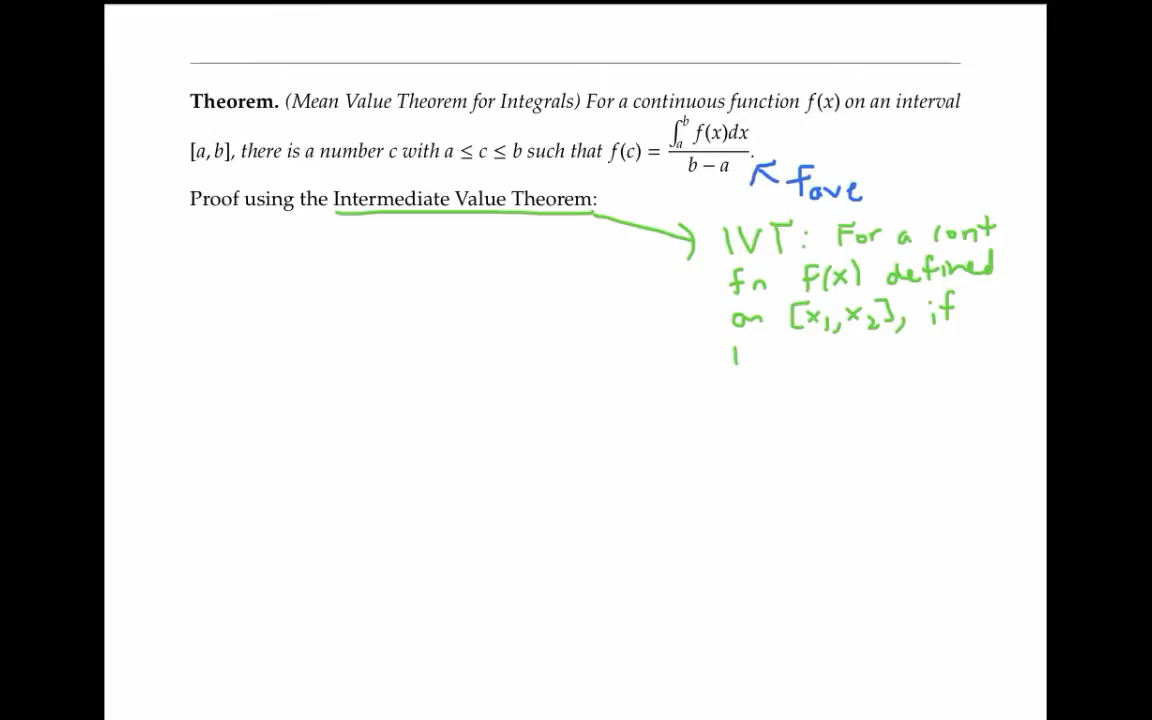 Theorem. (Mean Value Theorem for Integrals) For a continuous function f(x) on an interval
[a, b], there is a number c with a ≤ c ≤ b such that f(c) = ∫_a^b f(x)dx / (b − a).
↖ fave
Proof using the Intermediate Value Theorem:
→ IVT: For a cont
fn f(x) defined
on [x₁,x₂], if